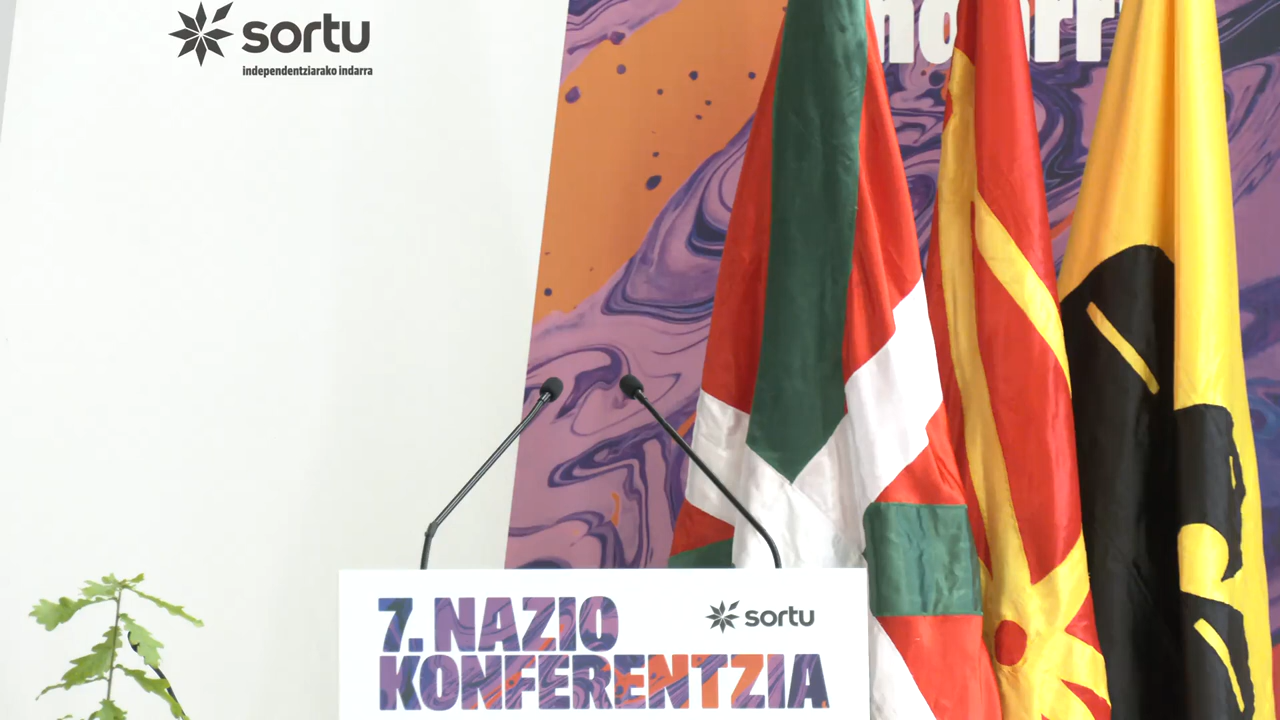 sortu
independentziarako indarra
7. NAZIO
KONFERENTZIA
sortu